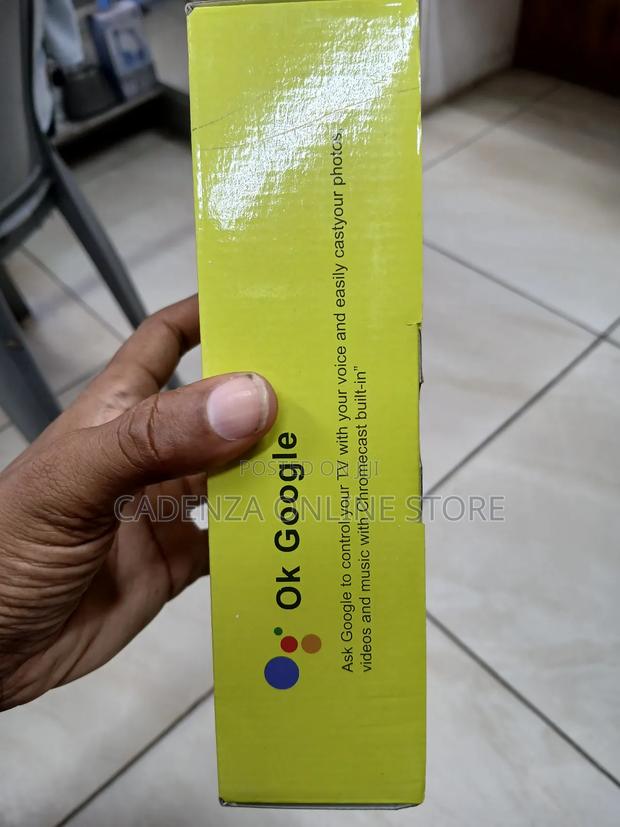 Ok Google
Ask Google to control your TV with your voice and easily castyour photos,
videos and music with Chromecast built-in"
POSTED ON JIJI
CADENZA ONLINE STORE